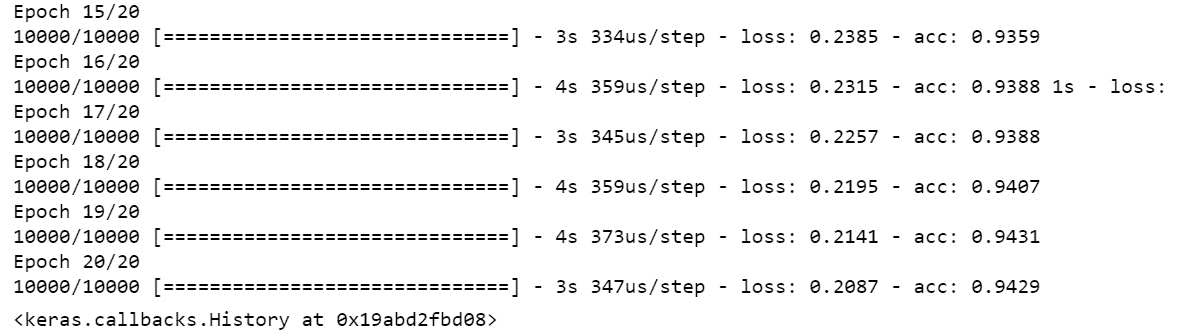 Epoch 15/20
10000/10000 [==============================] - 3s 334us/step - loss: 0.2385 - acc: 0.9359
Epoch 16/20
10000/10000 [==============================] - 4s 359us/step - loss: 0.2315 - acc: 0.9388 1s - loss:
Epoch 17/20
10000/10000 [==============================] - 3s 345us/step - loss: 0.2257 - acc: 0.9388
Epoch 18/20
10000/10000 [==============================] - 4s 359us/step - loss: 0.2195 - acc: 0.9407
Epoch 19/20
10000/10000 [==============================] - 4s 373us/step - loss: 0.2141 - acc: 0.9431
Epoch 20/20
10000/10000 [==============================] - 3s 347us/step - loss: 0.2087 - acc: 0.9429
<keras.callbacks.History at 0x19abd2fbd08>